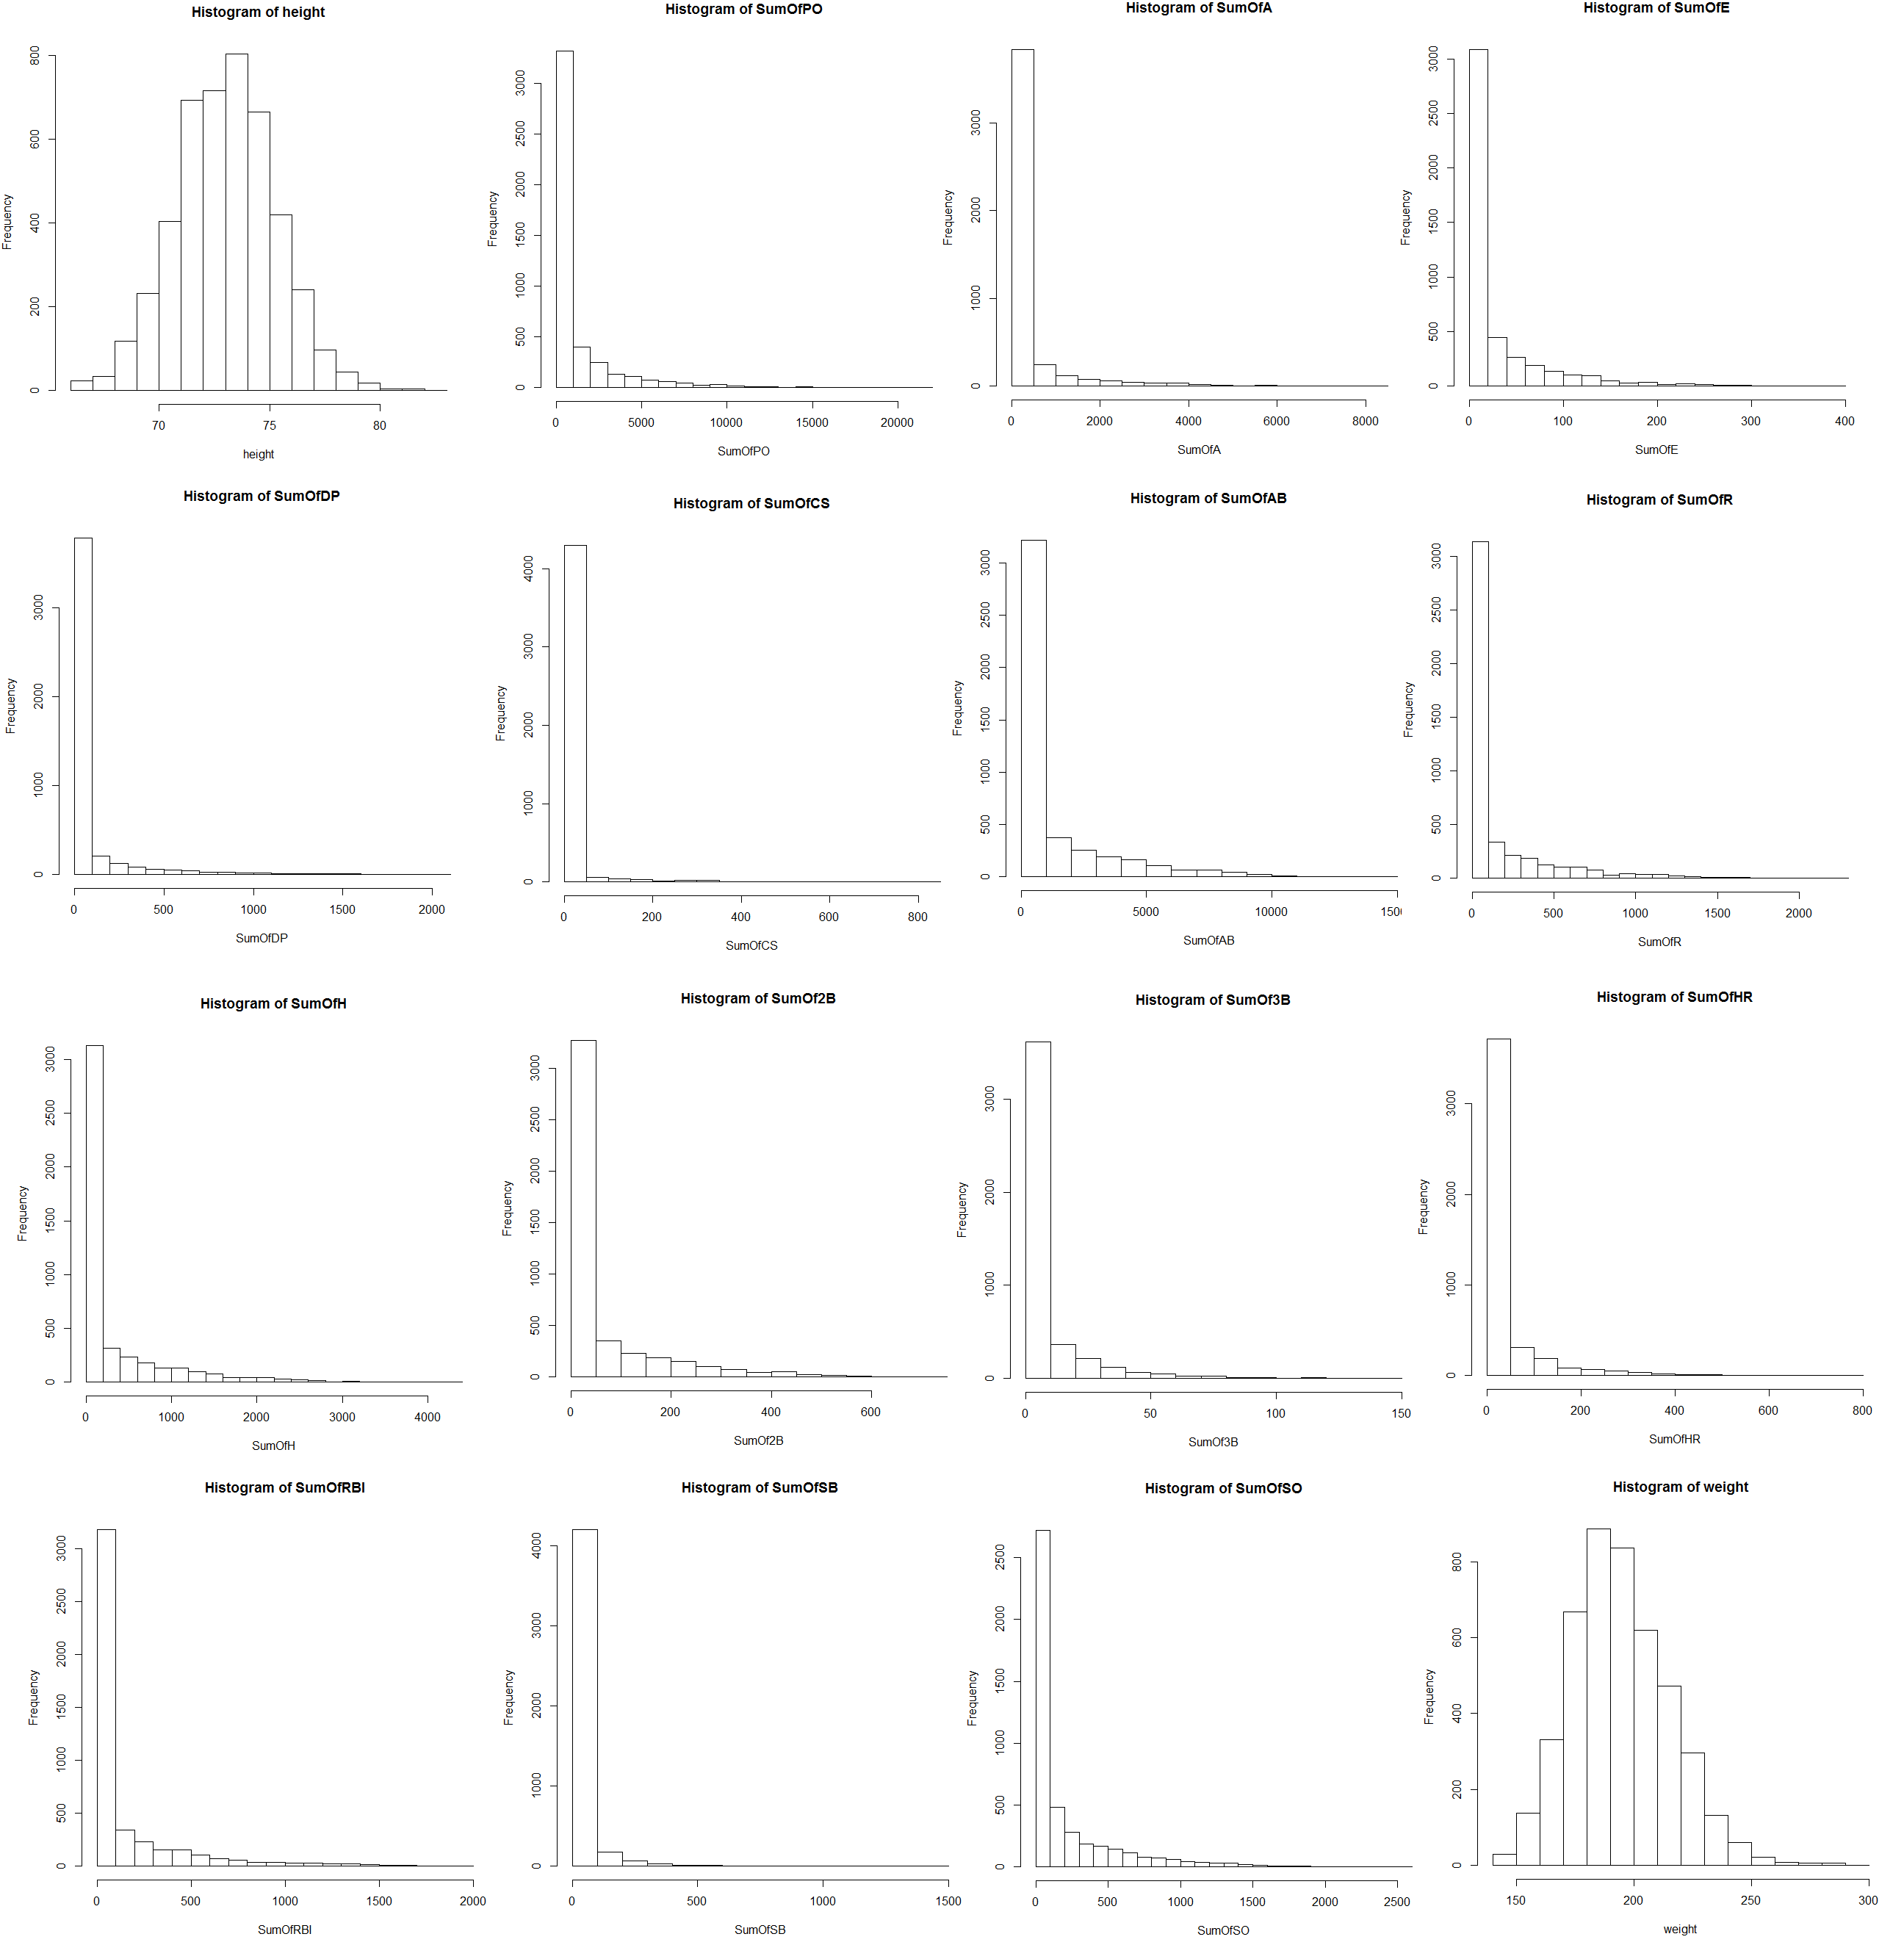 Histogram of height
Frequency
0 200 400 600 800
70 75 80
height
Histogram of SumOfPO
Frequency
0 500 1000 1500 2000 2500 3000
0 5000 10000 15000 20000
SumOfPO
Histogram of SumOfA
Frequency
0 1000 2000 3000
0 2000 4000 6000 8000
SumOfA
Histogram of SumOfE
Frequency
0 500 1000 1500 2000 2500 3000
0 100 200 300 400
SumOfE
Histogram of SumOfDP
Frequency
0 1000 2000 3000
0 500 1000 1500 2000
SumOfDP
Histogram of SumOfCS
Frequency
0 1000 2000 3000 4000
0 200 400 600 800
SumOfCS
Histogram of SumOfAB
Frequency
0 500 1000 1500 2000 2500 3000
0 5000 10000 150
SumOfAB
Histogram of SumOfR
Frequency
0 500 1000 1500 2000 2500 3000
0 500 1000 1500 2000
SumOfR
Histogram of SumOfH
Frequency
0 500 1000 1500 2000 2500 3000
0 1000 2000 3000 4000
SumOfH
Histogram of SumOf2B
Frequency
0 500 1000 1500 2000 2500 3000
0 200 400 600
SumOf2B
Histogram of SumOf3B
Frequency
0 1000 2000 3000
0 50 100 150
SumOf3B
Histogram of SumOfHR
Frequency
0 1000 2000 3000
0 200 400 600 800
SumOfHR
Histogram of SumOfRBI
Frequency
0 500 1000 1500 2000 2500 3000
0 500 1000 1500 2000
SumOfRBI
Histogram of SumOfSB
Frequency
0 1000 2000 3000 4000
0 500 1000 1500
SumOfSB
Histogram of SumOfSO
Frequency
0 500 1000 1500 2000 2500
0 500 1000 1500 2000 2500
SumOfSO
Histogram of weight
Frequency
0 200 400 600 800
150 200 250 300
weight